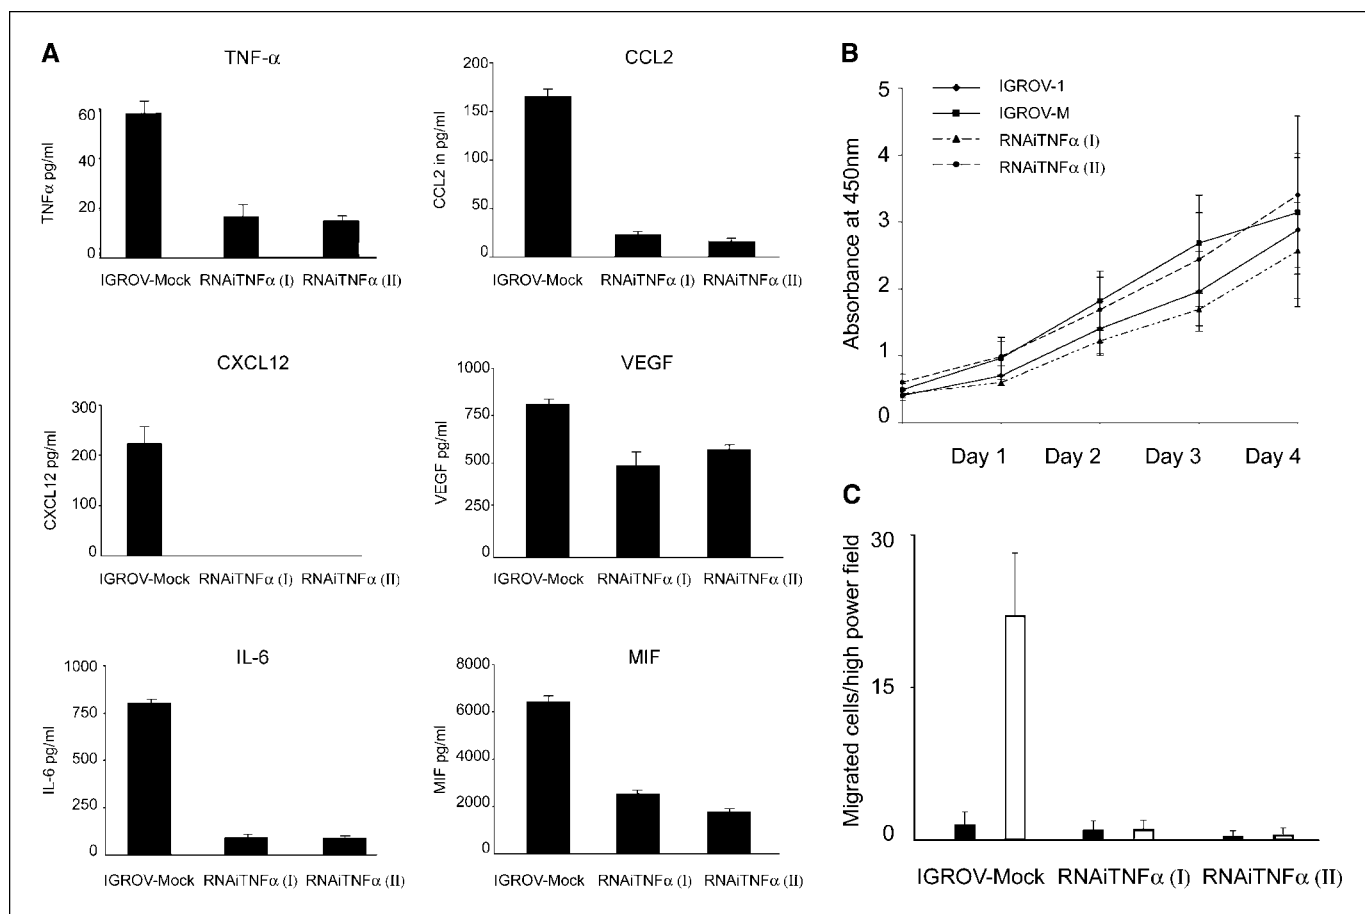 A
TNF-α
TNFα pg/ml
60
40
20
0
IGROV-Mock RNAiTNFα (I) RNAiTNFα (II)
CCL2
CCL2 in pg/ml
200
150
100
50
0
IGROV-Mock RNAiTNFα (I) RNAiTNFα (II)
CXCL12
CXCL12 pg/ml
300
200
100
0
IGROV-Mock RNAiTNFα (I) RNAiTNFα (II)
VEGF
VEGF pg/ml
1000
750
500
250
0
IGROV-Mock RNAiTNFα (I) RNAiTNFα (II)
IL-6
IL-6 pg/ml
1000
750
500
250
0
IGROV-Mock RNAiTNFα (I) RNAiTNFα (II)
MIF
MIF pg/ml
8000
6000
4000
2000
0
IGROV-Mock RNAiTNFα (I) RNAiTNFα (II)
B
Absorbance at 450nm
5
4
3
2
1
0
IGROV-1
IGROV-M
RNAiTNFα (I)
RNAiTNFα (II)
Day 1 Day 2 Day 3 Day 4
C
Migrated cells/high power field
30
15
0
IGROV-Mock RNAiTNFα (I) RNAiTNFα (II)